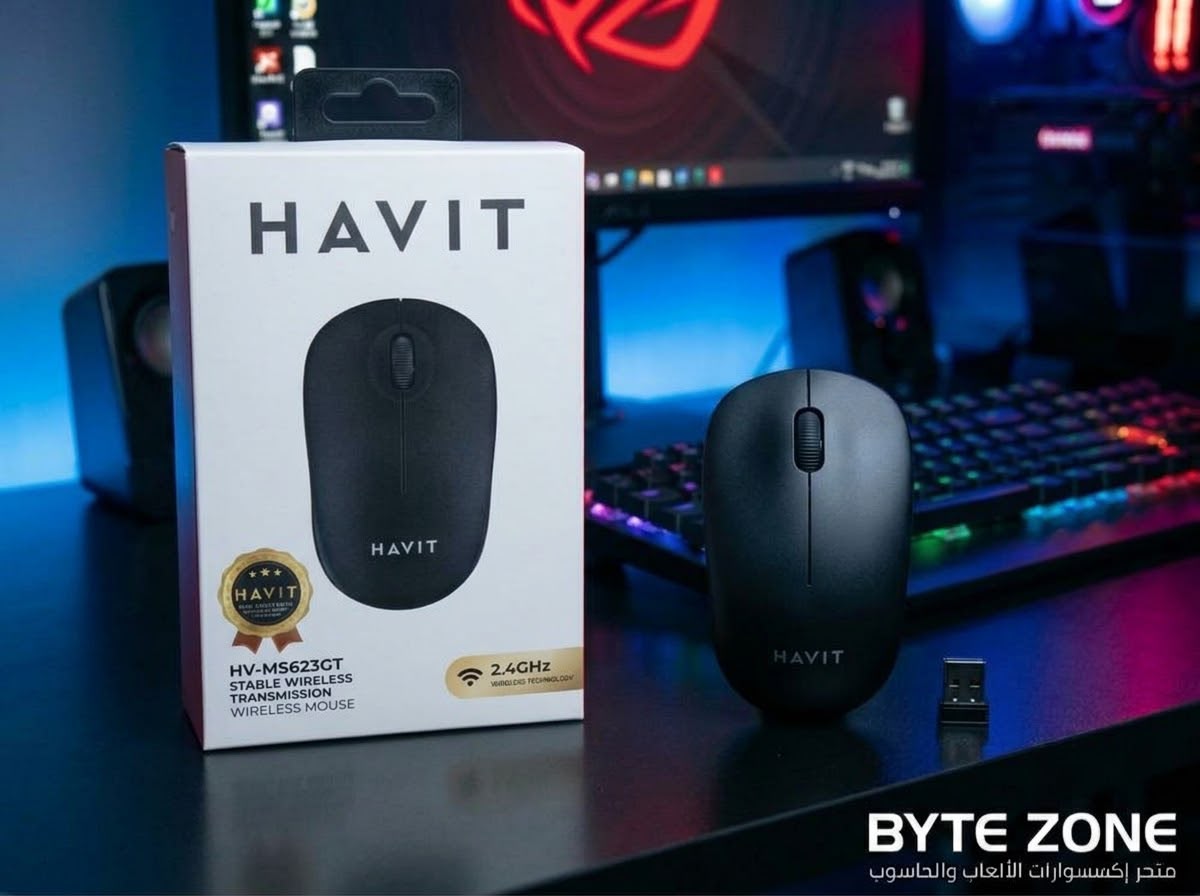 HAVIT
HAVIT
HAVIT
HV-MS623GT
STABLE WIRELESS
TRANSMISSION
WIRELESS MOUSE
2.4GHz
TECHNOLOGY
HAVIT
BYTE ZONE
متجر إكسسوارات الألعاب والحاسوب